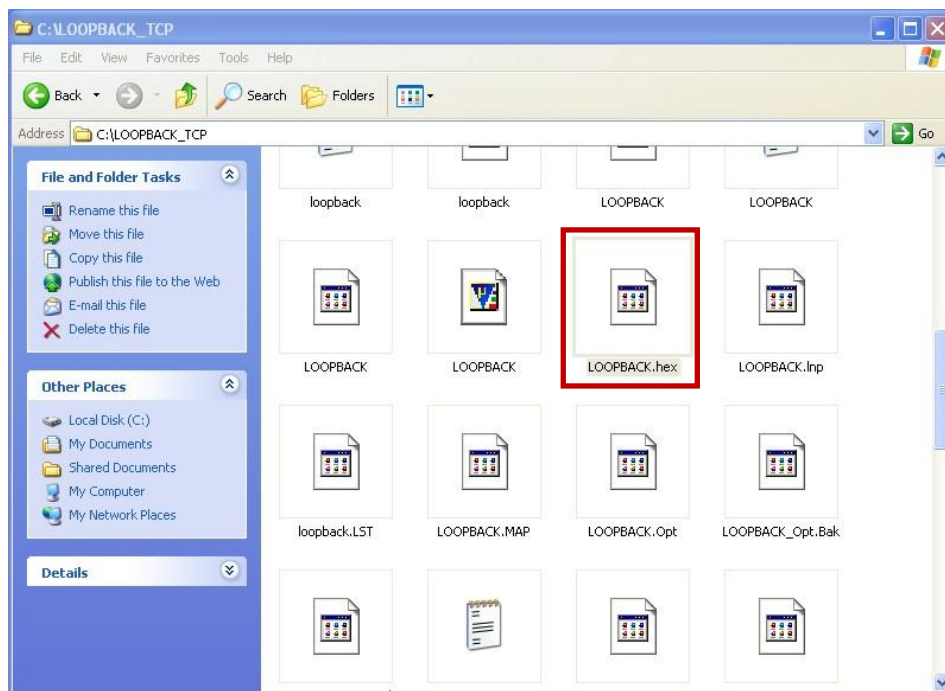 C:\LOOPBACK_TCP
File Edit View Favorites Tools Help
Back Search Folders
Address C:\LOOPBACK_TCP Go
File and Folder Tasks
Rename this file
Move this file
Copy this file
Publish this file to the Web
E-mail this file
Delete this file
Other Places
Local Disk (C:)
My Documents
Shared Documents
My Computer
My Network Places
Details
loopback loopback LOOPBACK LOOPBACK
LOOPBACK LOOPBACK LOOPBACK.hex LOOPBACK.lnp
loopback.LST LOOPBACK.MAP LOOPBACK.Opt LOOPBACK_Opt.Bak